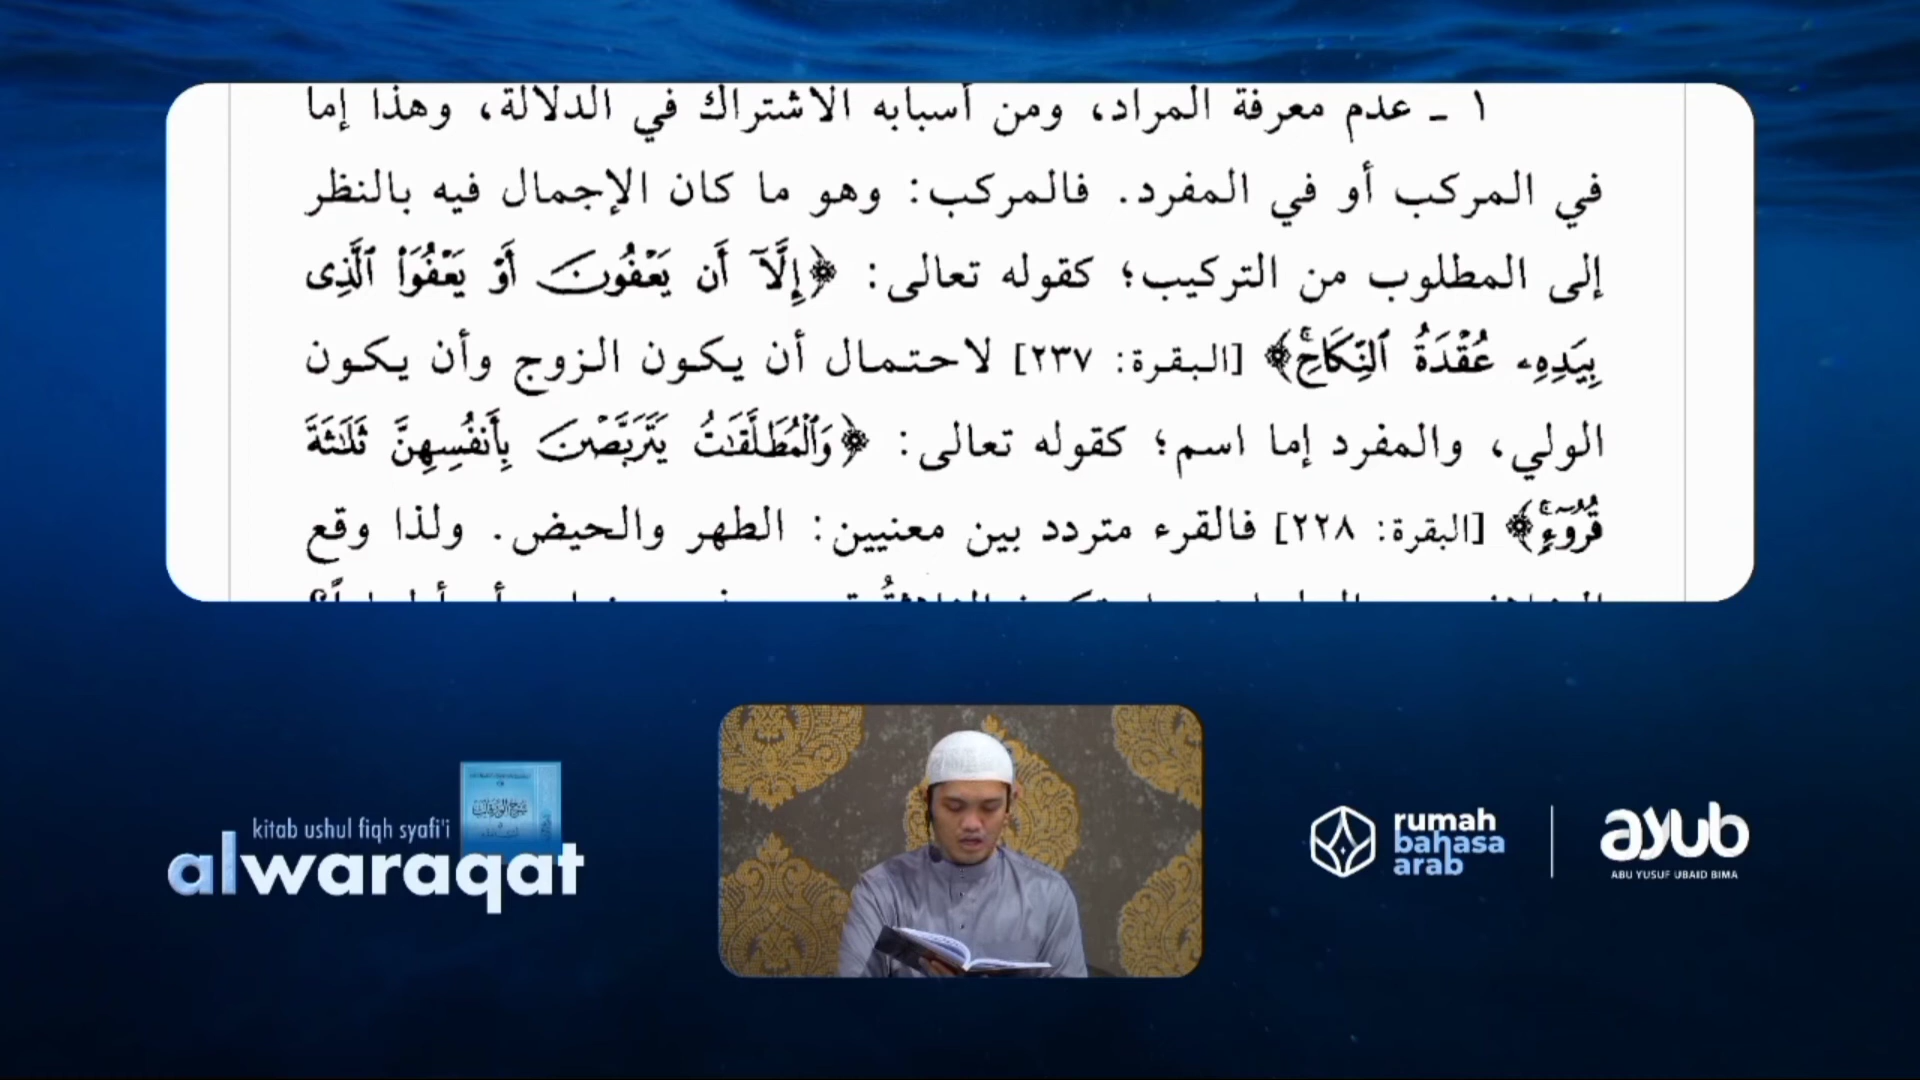 ١ ـ عدم معرفة المراد، ومن أسبابه الاشتراك في الدلالة، وهذا إما
في المركب أو في المفرد. فالمركب: وهو ما كان الإجمال فيه بالنظر
إلى المطلوب من التركيب؛ كقوله تعالى: ﴿إِلَّآ أَن يَعْفُونَ أَوْ يَعْفُوَا۟ ٱلَّذِى
بِيَدِهِۦ عُقْدَةُ ٱلنِّكَاحِ ۚ﴾ [البقرة: ٢٣٧] لاحتمال أن يكون الزوج وأن يكون
الولي، والمفرد إما اسم؛ كقوله تعالى: ﴿وَٱلْمُطَلَّقَـٰتُ يَتَرَبَّصْنَ بِأَنفُسِهِنَّ ثَلَـٰثَةَ
قُرُوٓءٍ ۚ﴾ [البقرة: ٢٢٨] فالقرء متردد بين معنيين: الطهر والحيض. ولذا وقع
kitab ushul fiqh syafi'i
alwaraqat
rumah
bahasa
arab
ayub
ABU YUSUF UBAID BIMA